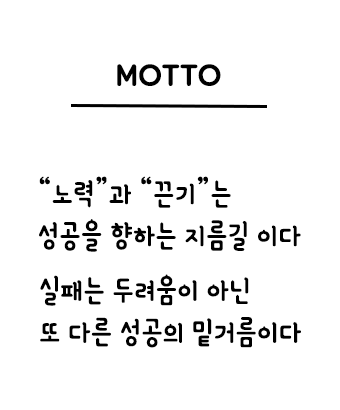 MOTTO
“노력”과 “끈기”는
성공을 향하는 지름길 이다
실패는 두려움이 아닌
또 다른 성공의 밑거름이다